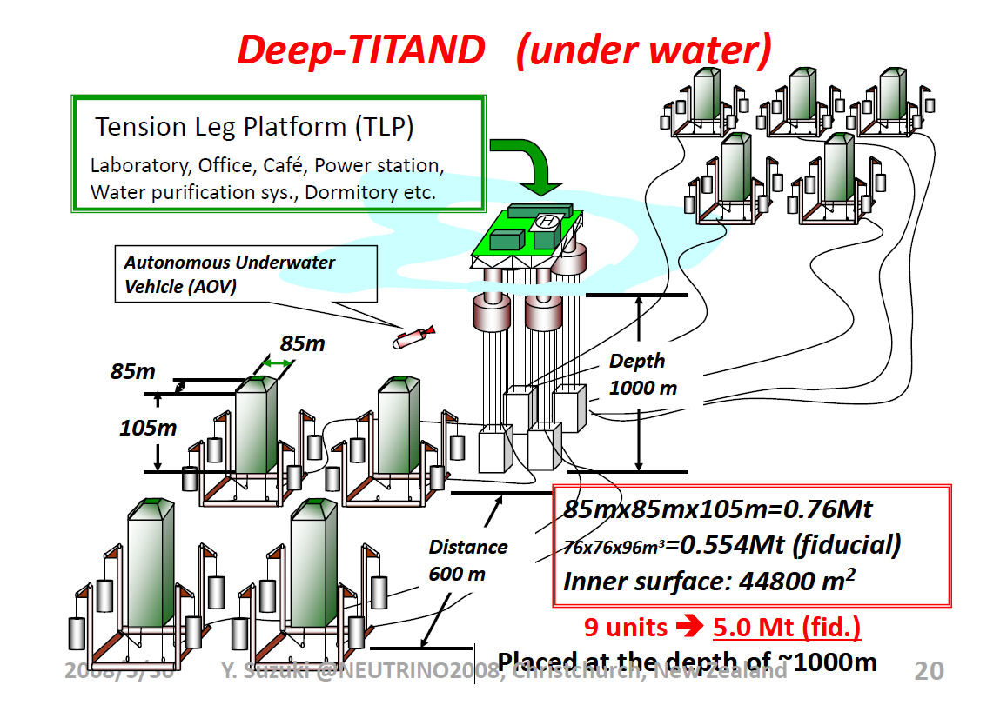 Deep-TITAND (under water)
Tension Leg Platform (TLP)
Laboratory, Office, Café, Power station,
Water purification sys., Dormitory etc.
H
Autonomous Underwater
Vehicle (AOV)
85m
85m
105m
Depth
1000 m
Distance
600 m
85mx85mx105m=0.76Mt
76x76x96m³=0.554Mt (fiducial)
Inner surface: 44800 m²
9 units ➔ 5.0 Mt (fid.)
Placed at the depth of ~1000m
2008/5/30 Y. Suzuki @NEUTRINO2008, Christchurch, New Zealand 20